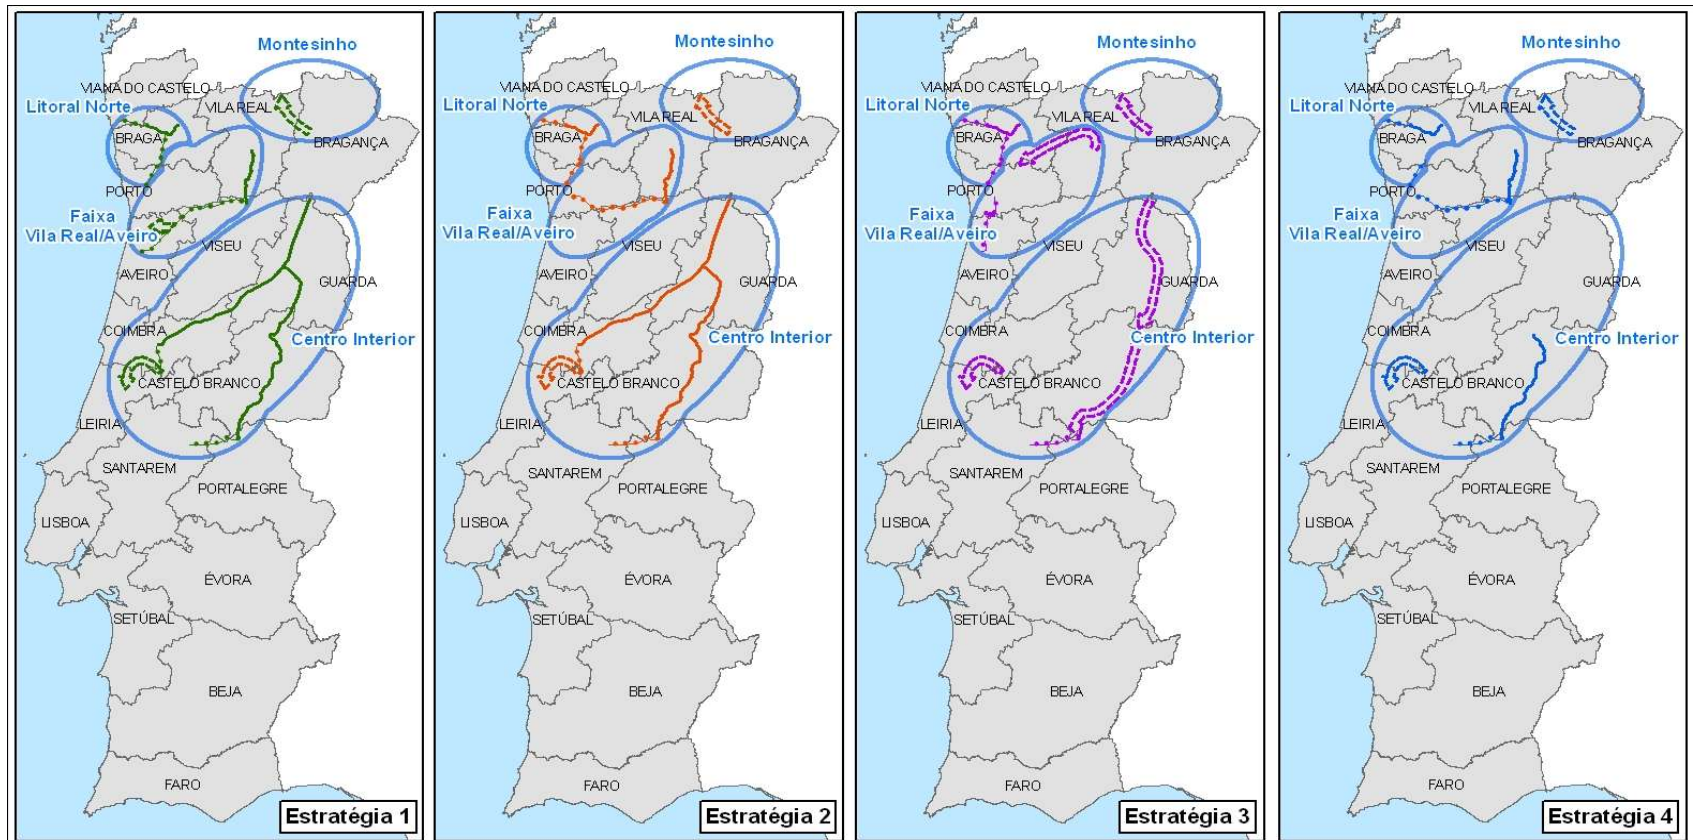 Montesinho
VIANA DO CASTELO
Litoral Norte
VILA REAL
BRAGA
BRAGANÇA
PORTO
Faixa
Vila Real/Aveiro
VISEU
AVEIRO
GUARDA
COIMBRA
Centro Interior
CASTELO BRANCO
LEIRIA
SANTAREM
PORTALEGRE
LISBOA
ÉVORA
SETÚBAL
BEJA
FARO
Estratégia 1
Montesinho
VIANA DO CASTELO
Litoral Norte
VILA REAL
BRAGA
BRAGANÇA
PORTO
Faixa
Vila Real/Aveiro
VISEU
AVEIRO
GUARDA
COIMBRA
Centro Interior
CASTELO BRANCO
LEIRIA
SANTAREM
PORTALEGRE
LISBOA
ÉVORA
SETÚBAL
BEJA
FARO
Estratégia 2
Montesinho
VIANA DO CASTELO
Litoral Norte
VILA REAL
BRAGA
BRAGANÇA
PORTO
Faixa
Vila Real/Aveiro
VISEU
AVEIRO
GUARDA
COIMBRA
Centro Interior
CASTELO BRANCO
LEIRIA
SANTAREM
PORTALEGRE
LISBOA
ÉVORA
SETÚBAL
BEJA
FARO
Estratégia 3
Montesinho
VIANA DO CASTELO
Litoral Norte
VILA REAL
BRAGA
BRAGANÇA
PORTO
Faixa
Vila Real/Aveiro
VISEU
AVEIRO
GUARDA
COIMBRA
Centro Interior
CASTELO BRANCO
LEIRIA
SANTAREM
PORTALEGRE
LISBOA
ÉVORA
SETÚBAL
BEJA
FARO
Estratégia 4